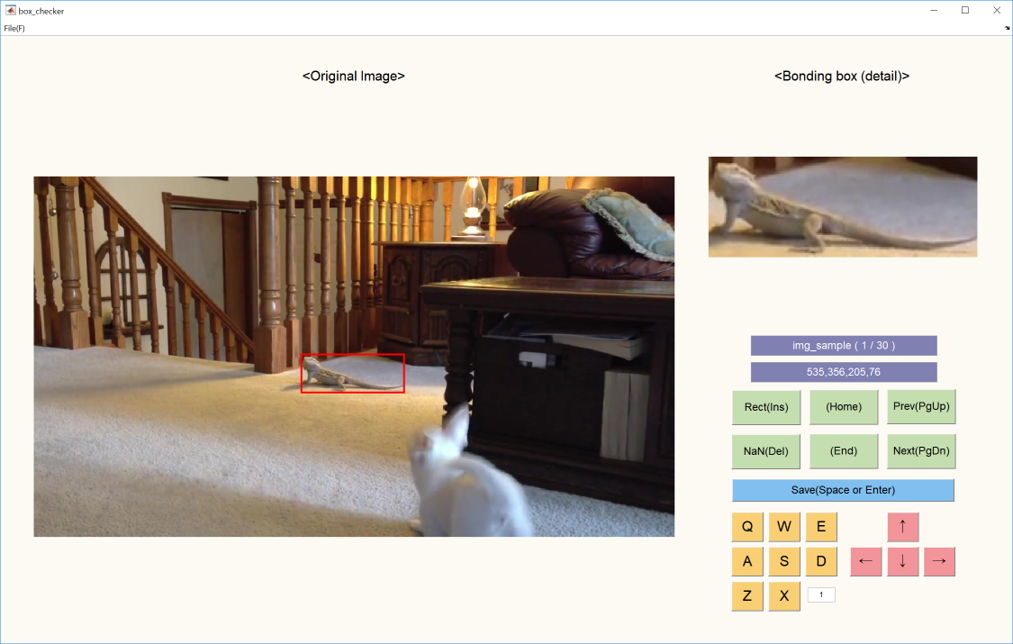 box_checker
File(F)
<Original Image>
<Bonding box (detail)>
img_sample ( 1 / 30 )
535,356,205,76
Rect(Ins) (Home) Prev(PgUp)
NaN(Del) (End) Next(PgDn)
Save(Space or Enter)
Q W E ↑
A S D ← ↓ →
Z X 1